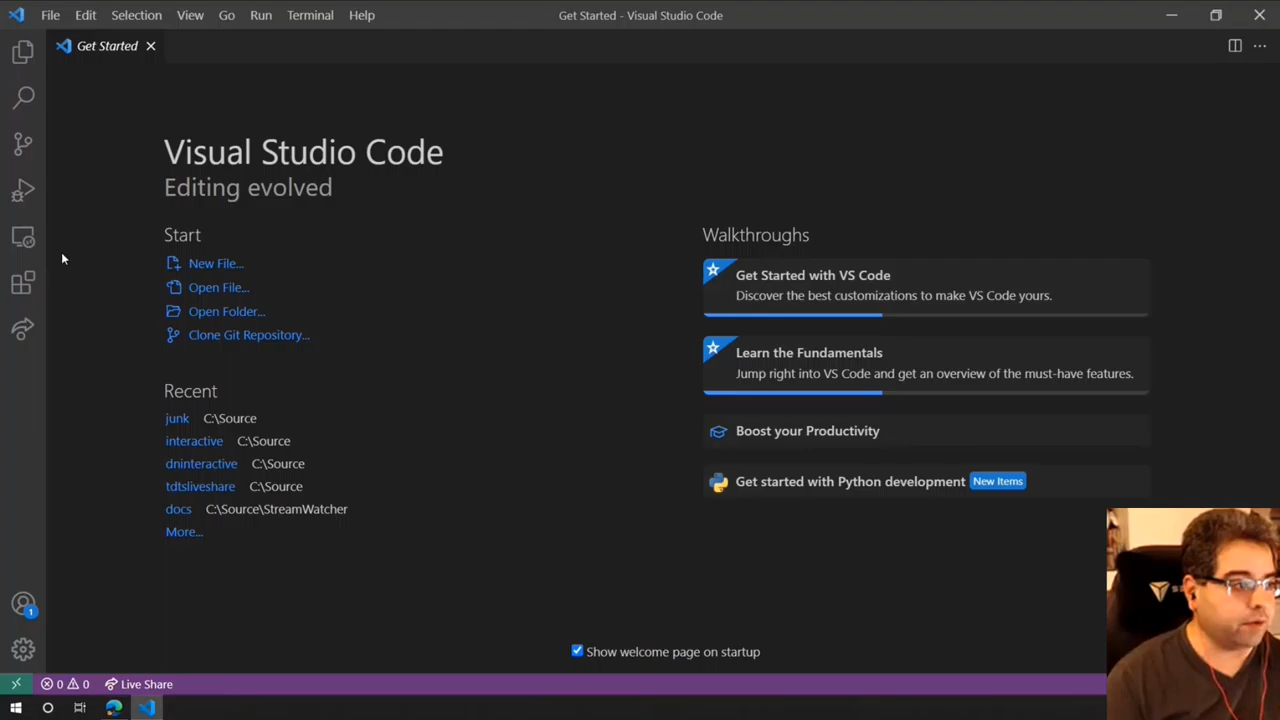 File Edit Selection View Go Run Terminal Help
Get Started - Visual Studio Code
Get Started
Visual Studio Code
Editing evolved
Start
New File...
Open File...
Open Folder...
Clone Git Repository...
Recent
junk C:\Source
interactive C:\Source
dninteractive C:\Source
tdtsliveshare C:\Source
docs C:\Source\StreamWatcher
More...
Walkthroughs
Get Started with VS Code
Discover the best customizations to make VS Code yours.
Learn the Fundamentals
Jump right into VS Code and get an overview of the must-have features.
Boost your Productivity
Get started with Python development New Items
Show welcome page on startup
1
0 0 Live Share